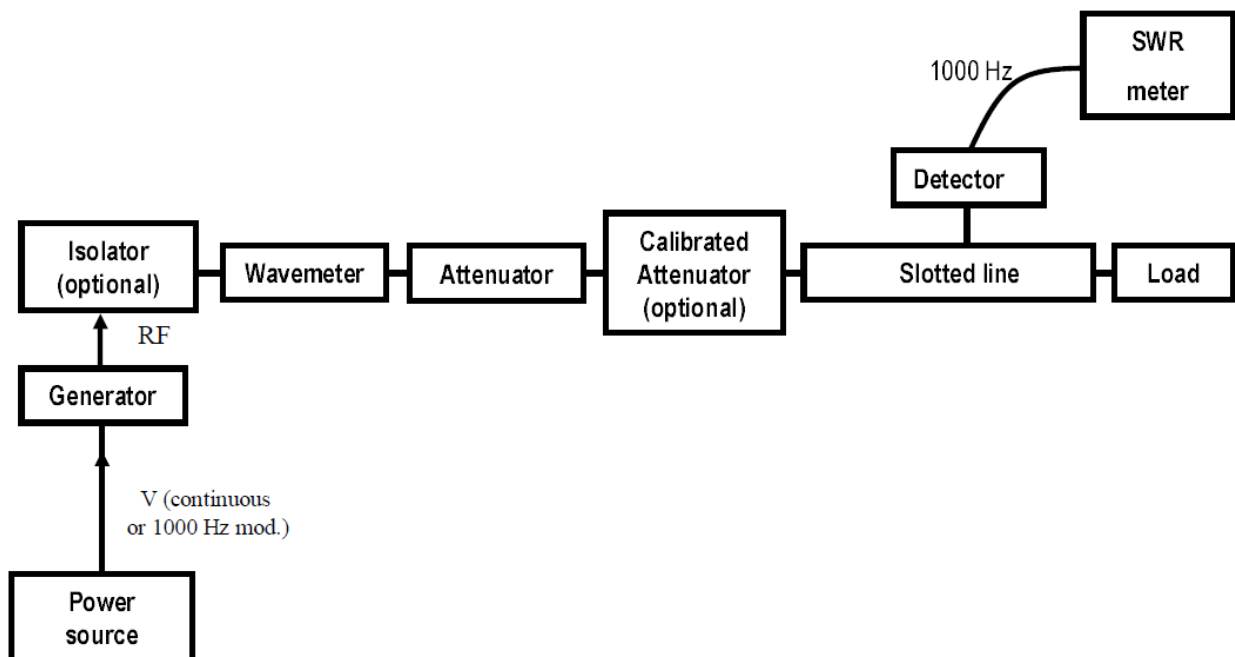 SWR
meter
1000 Hz
Detector
Isolator
(optional)
Wavemeter
Attenuator
Calibrated
Attenuator
(optional)
Slotted line
Load
RF
Generator
V (continuous
or 1000 Hz mod.)
Power
source